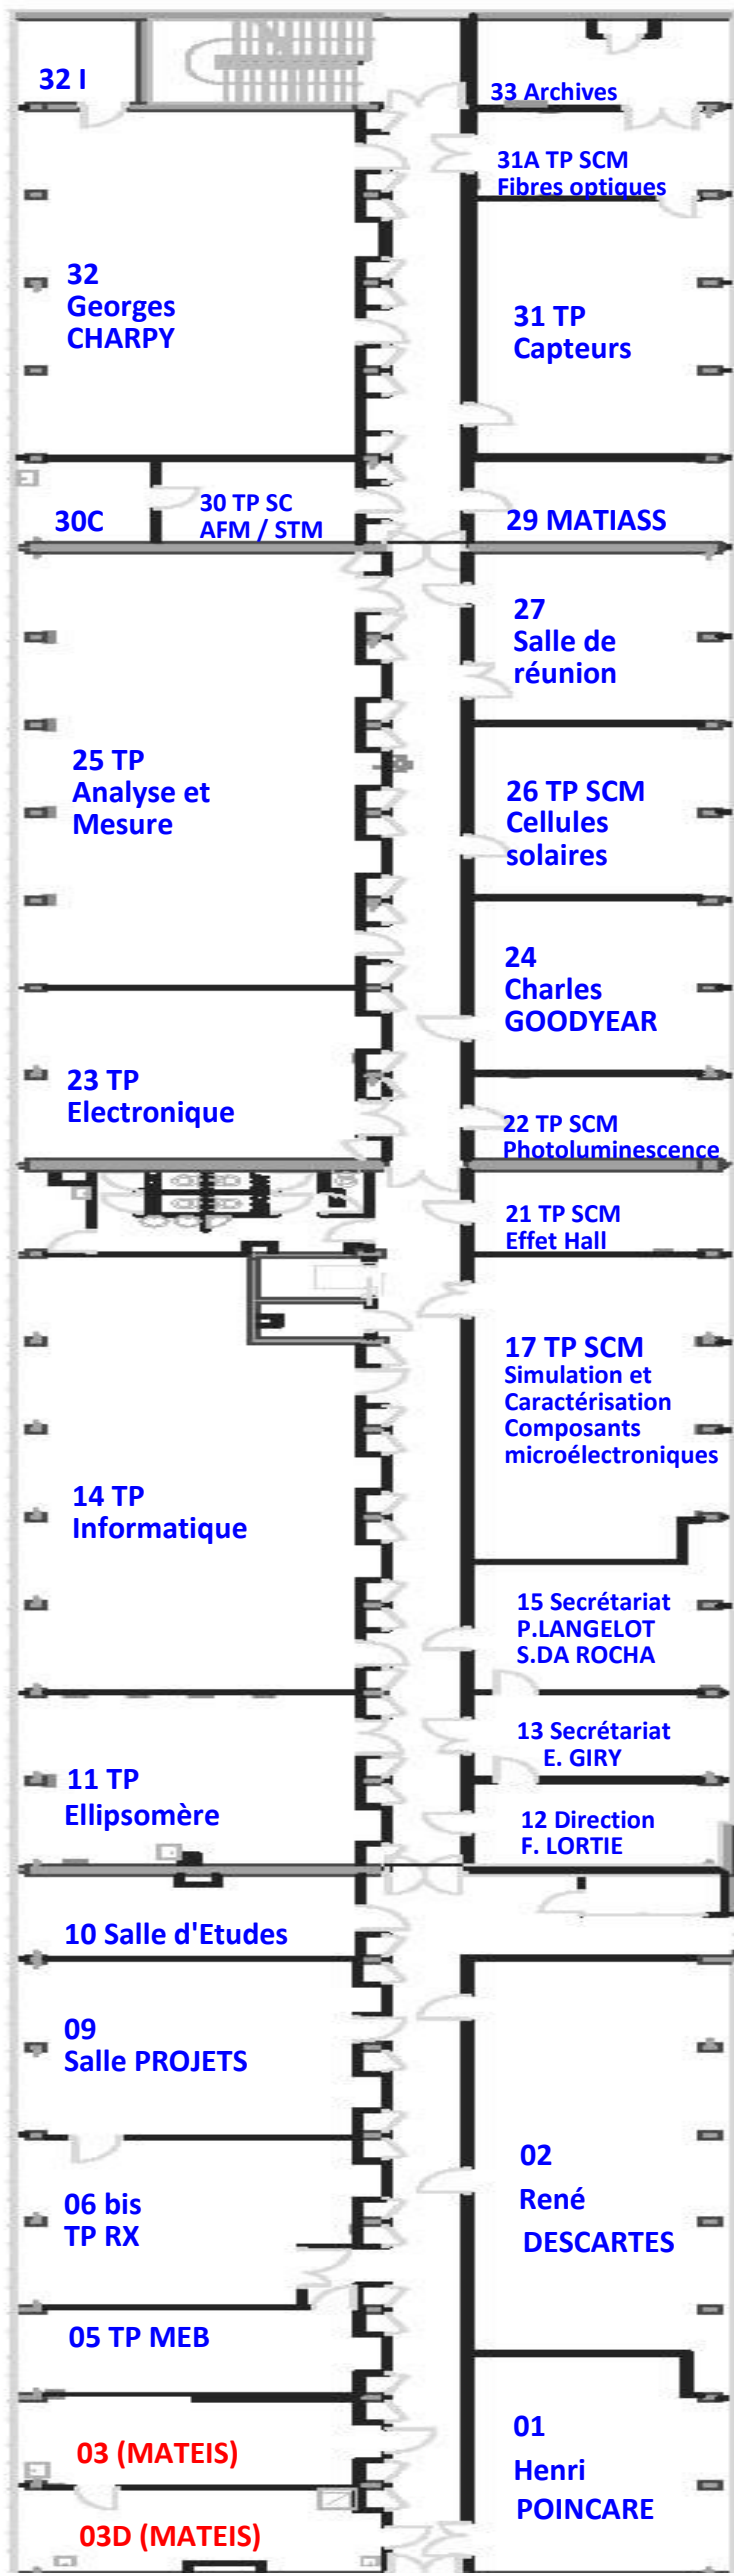 32 I
33 Archives
31A TP SCM
Fibres optiques
32
Georges
CHARPY
31 TP
Capteurs
30C
30 TP SC
AFM / STM
29 MATIASS
27
Salle de
réunion
25 TP
Analyse et
Mesure
26 TP SCM
Cellules
solaires
24
Charles
GOODYEAR
23 TP
Electronique
22 TP SCM
Photoluminescence
21 TP SCM
Effet Hall
17 TP SCM
Simulation et
Caractérisation
Composants
microélectroniques
14 TP
Informatique
15 Secrétariat
P.LANGELOT
S.DA ROCHA
13 Secrétariat
E. GIRY
11 TP
Ellipsomère
12 Direction
F. LORTIE
10 Salle d'Etudes
09
Salle PROJETS
02
René
DESCARTES
06 bis
TP RX
05 TP MEB
01
Henri
POINCARE
03 (MATEIS)
03D (MATEIS)